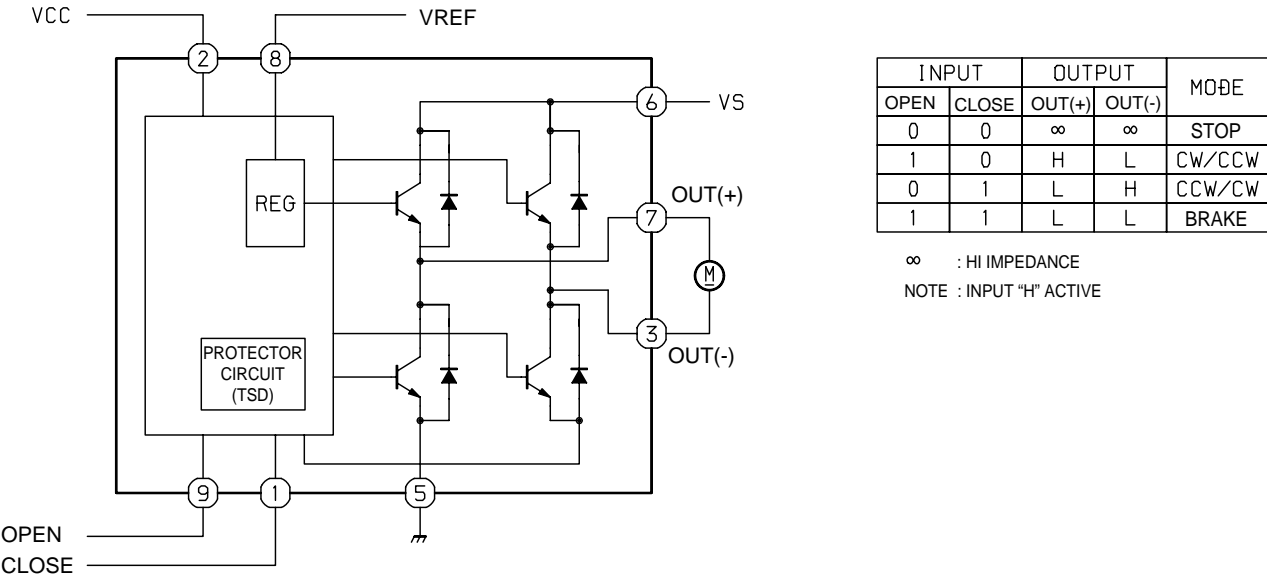 VCC
VREF
2
8
6
VS
REG
OUT(+)
7
M
3
OUT(-)
PROTECTOR
CIRCUIT
(TSD)
9
1
5
OPEN
CLOSE
INPUT OUTPUT MODE
OPEN CLOSE OUT(+) OUT(-)
0 0 ∞ ∞ STOP
1 0 H L CW/CCW
0 1 L H CCW/CW
1 1 L L BRAKE
∞ : HI IMPEDANCE
NOTE : INPUT “H” ACTIVE